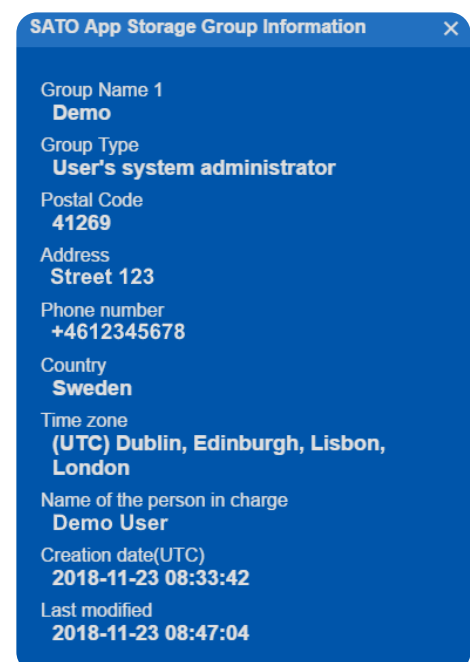 SATO App Storage Group Information
Group Name 1
Demo
Group Type
User's system administrator
Postal Code
41269
Address
Street 123
Phone number
+4612345678
Country
Sweden
Time zone
(UTC) Dublin, Edinburgh, Lisbon,
London
Name of the person in charge
Demo User
Creation date(UTC)
2018-11-23 08:33:42
Last modified
2018-11-23 08:47:04